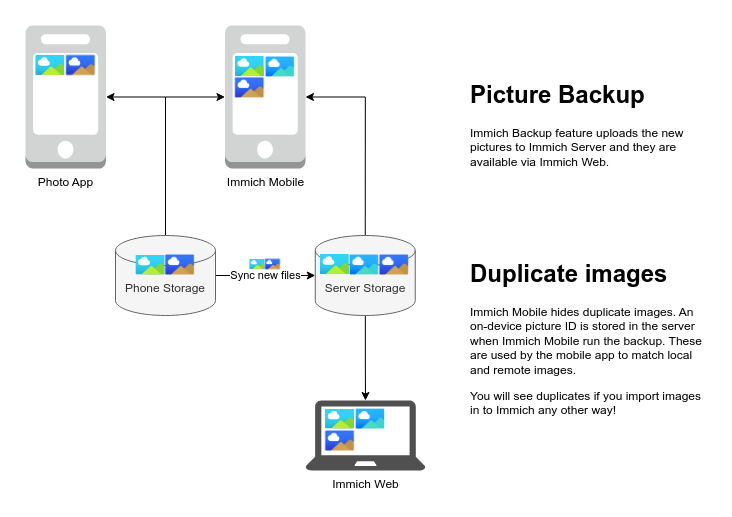 Photo App
Immich Mobile
Picture Backup
Immich Backup feature uploads the new
pictures to Immich Server and they are
available via Immich Web.
Phone Storage
Sync new files
Server Storage
Duplicate images
Immich Mobile hides duplicate images. An
on-device picture ID is stored in the server
when Immich Mobile run the backup. These
are used by the mobile app to match local
and remote images.
You will see duplicates if you import images
in to Immich any other way!
Immich Web